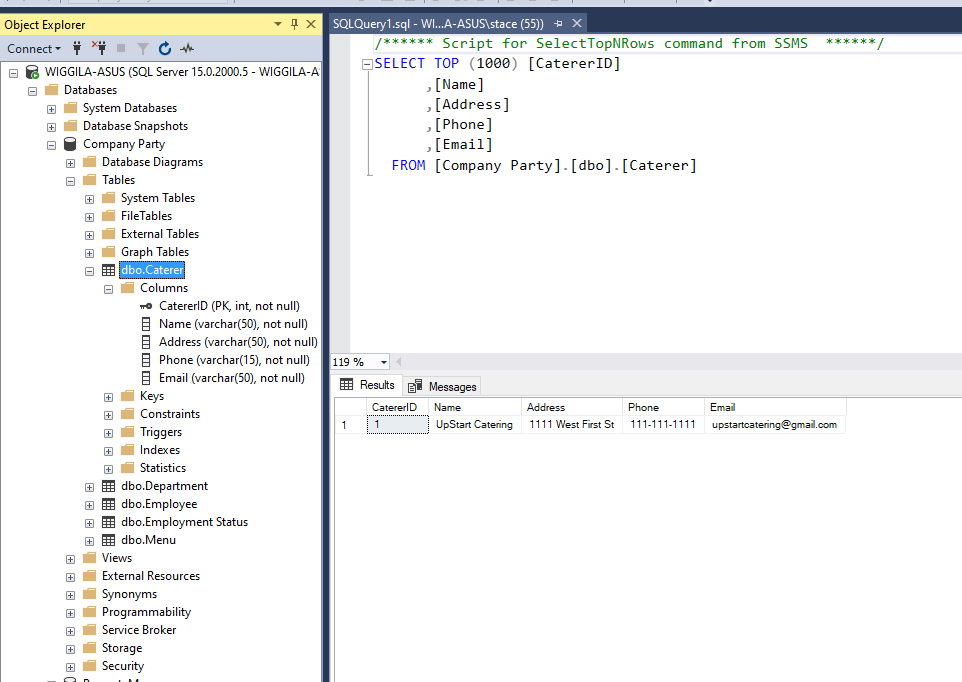 Object Explorer
Connect
WIGGILA-ASUS (SQL Server 15.0.2000.5 - WIGGILA-A
Databases
System Databases
Database Snapshots
Company Party
Database Diagrams
Tables
System Tables
FileTables
External Tables
Graph Tables
dbo.Caterer
Columns
CatererID (PK, int, not null)
Name (varchar(50), not null)
Address (varchar(50), not null)
Phone (varchar(15), not null)
Email (varchar(50), not null)
Keys
Constraints
Triggers
Indexes
Statistics
dbo.Department
dbo.Employee
dbo.Employment Status
dbo.Menu
Views
External Resources
Synonyms
Programmability
Service Broker
Storage
Security
SQLQuery1.sql - WI...A-ASUS\stace (55))
/****** Script for SelectTopNRows command from SSMS  ******/
SELECT TOP (1000) [CatererID]
,[Name]
,[Address]
,[Phone]
,[Email]
FROM [Company Party].[dbo].[Caterer]
119 %
Results Messages
CatererID Name Address Phone Email
1 1 UpStart Catering 1111 West First St 111-111-1111 upstartcatering@gmail.com